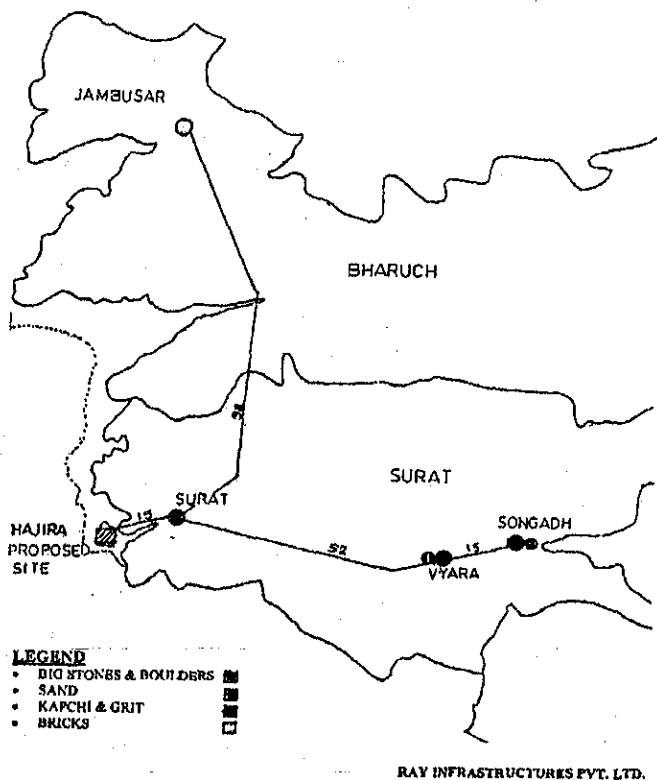 JAMBUSAR
BHARUCH
SURAT
SURAT
SONGADH
15
52
15
VYARA
HAJIRA
PROPOSED
SITE
LEGEND
• BIG STONES & BOULDERS
• SAND
• KAPCHI & GRIT
• BRICKS
RAY INFRASTRUCTURES PVT. LTD.